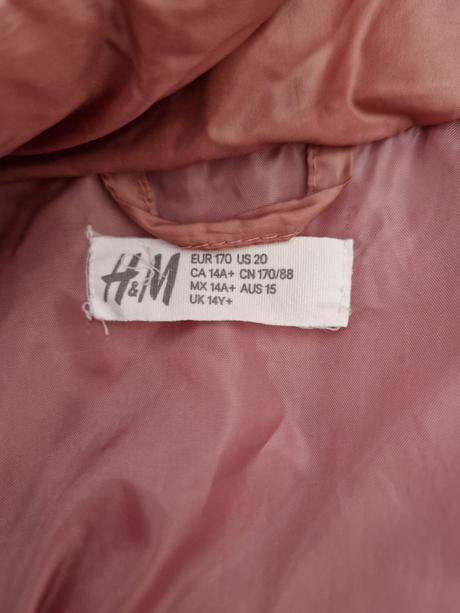 H&M
EUR 170 US 20
CA 14A+ CN 170/88
MX 14A+ AUS 15
UK 14Y+